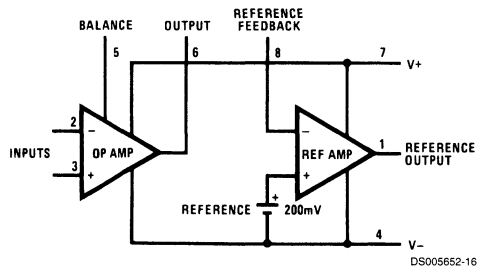 BALANCE OUTPUT REFERENCE
FEEDBACK
5 6 8 7 V+
2 − − 1 REFERENCE
OUTPUT
INPUTS OP AMP REF AMP
3 + +
REFERENCE + 200mV
4 V−
DS005652-16